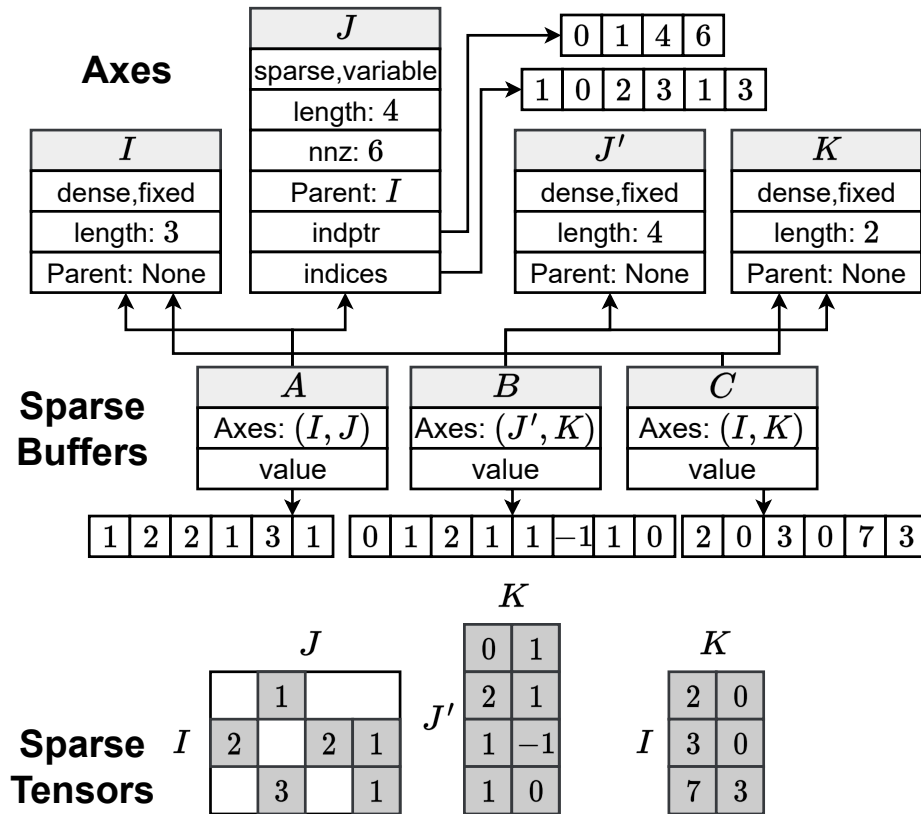 Axes
J
sparse,variable
length: 4
nnz: 6
Parent: I
indptr
indices
0 1 4 6
1 0 2 3 1 3
I
dense,fixed
length: 3
Parent: None
J'
dense,fixed
length: 4
Parent: None
K
dense,fixed
length: 2
Parent: None
Sparse
Buffers
A
Axes: (I, J)
value
B
Axes: (J', K)
value
C
Axes: (I, K)
value
1 2 2 1 3 1
0 1 2 1 1 −1 1 0
2 0 3 0 7 3
Sparse
Tensors
J
I
1
2 2 1
3 1
K
J'
0 1
2 1
1 −1
1 0
K
I
2 0
3 0
7 3